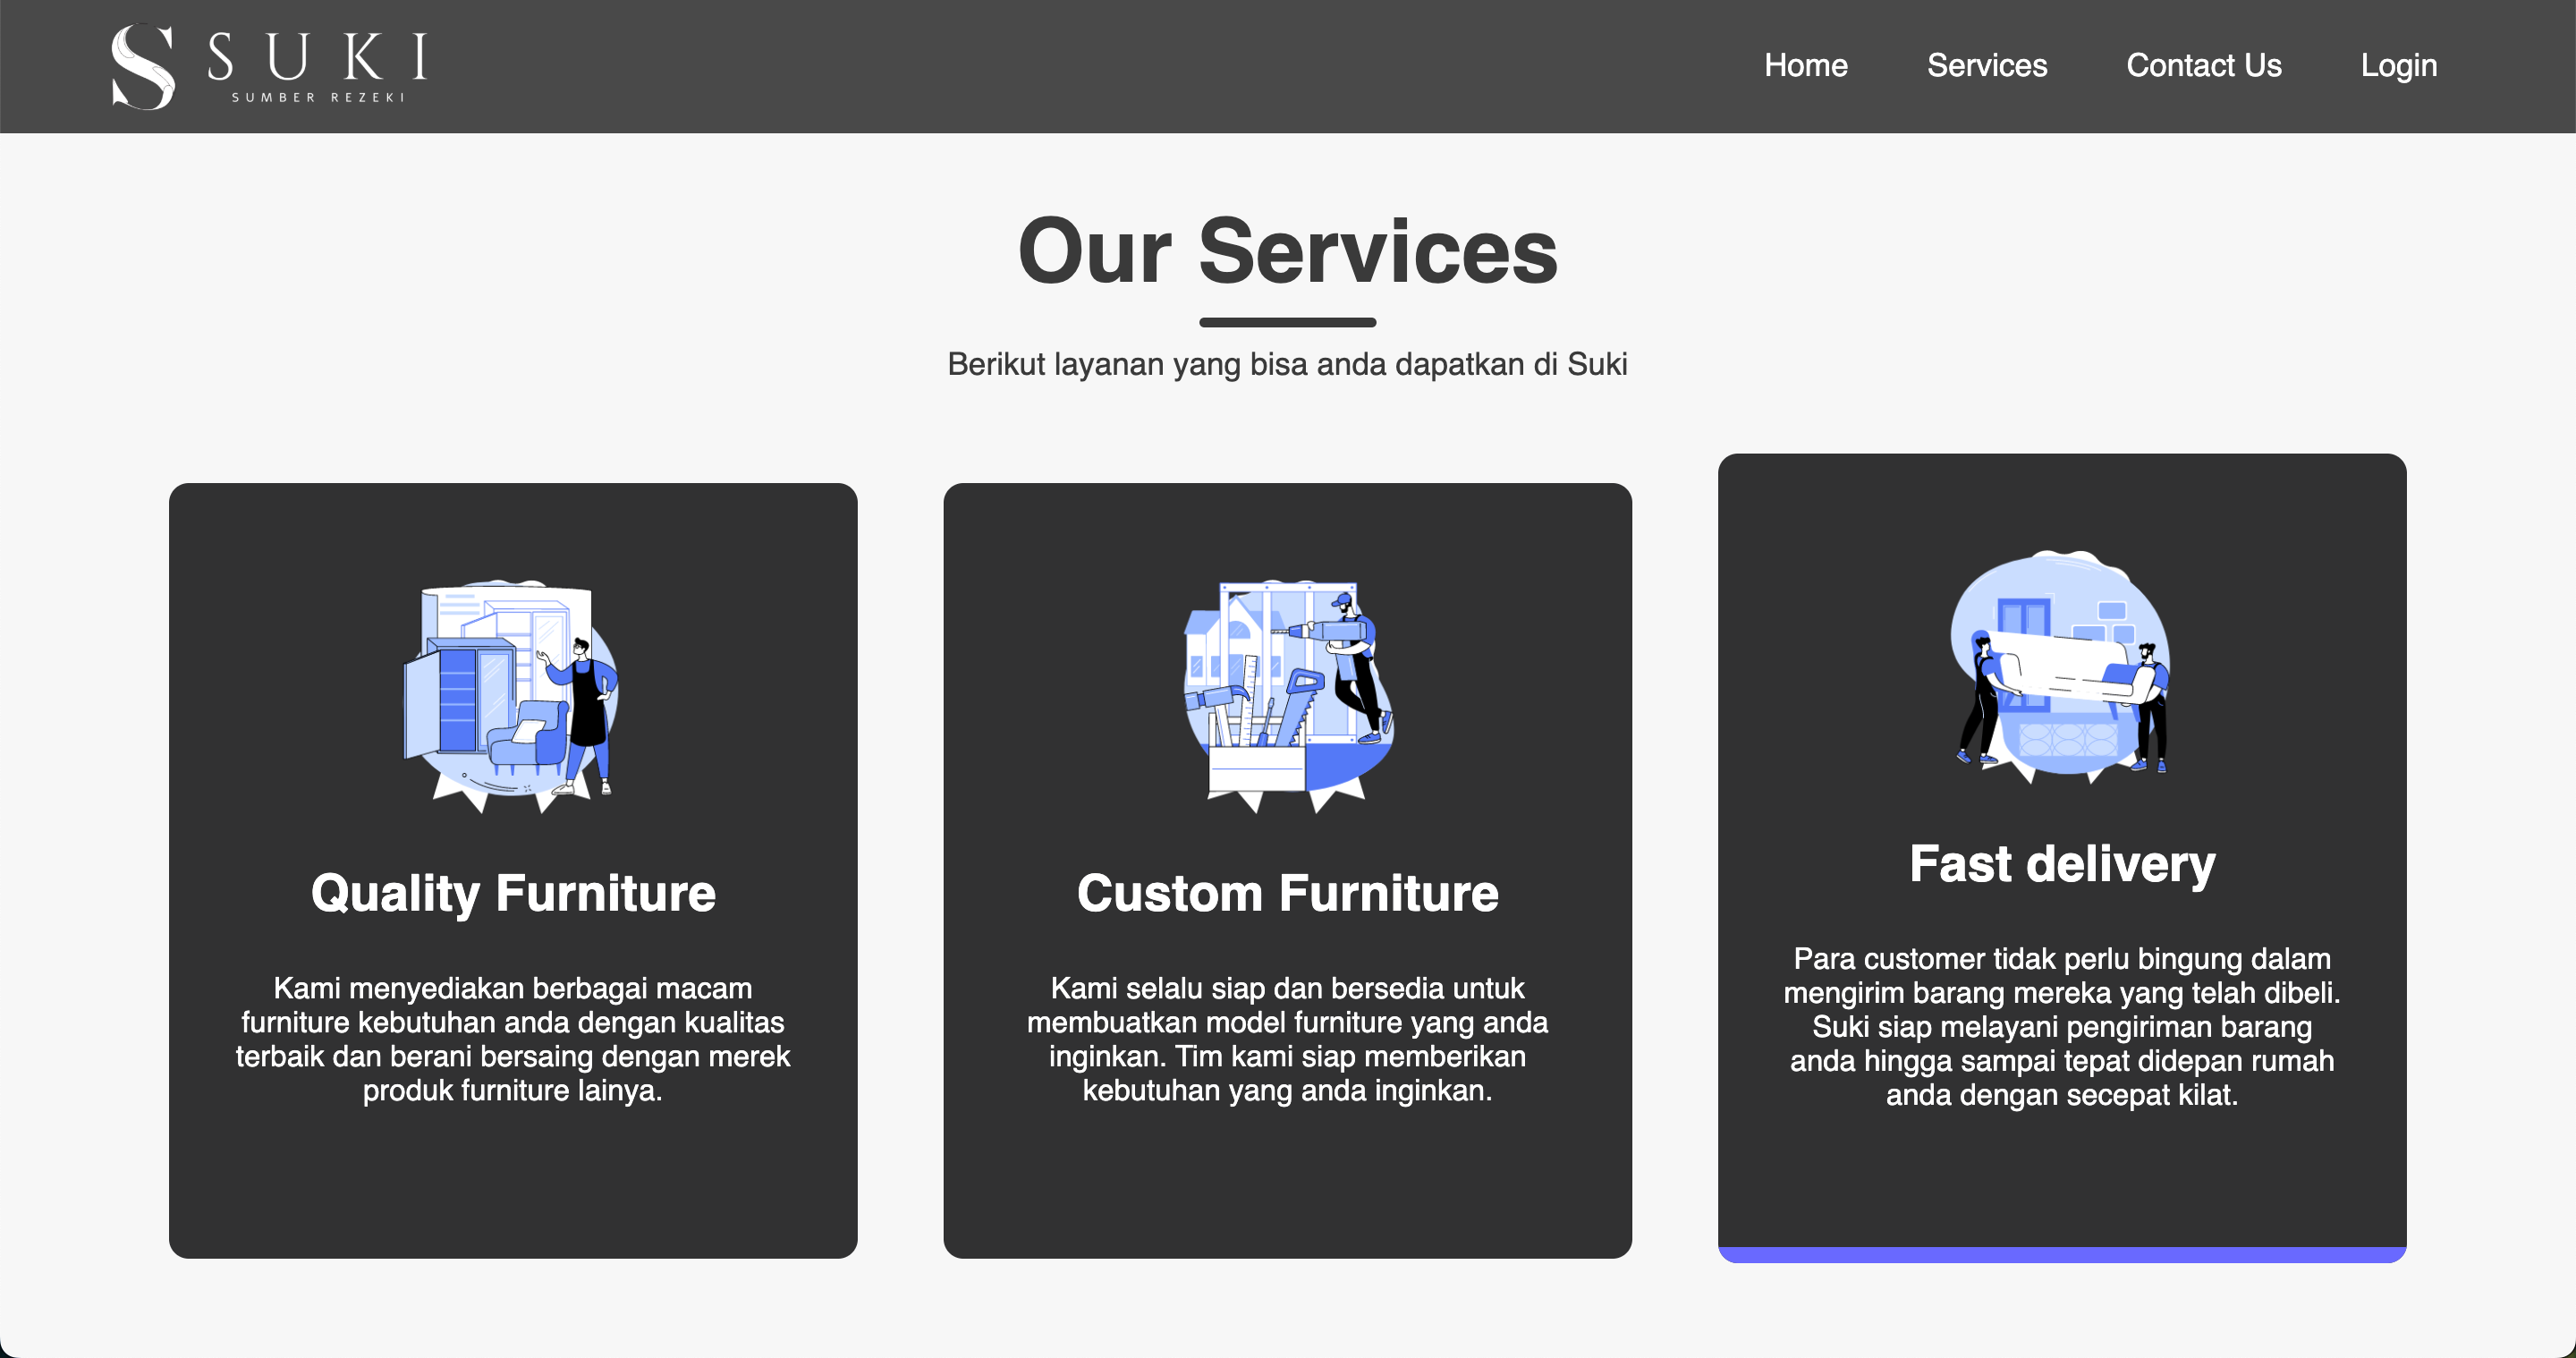 S SUKI
SUMBER REZEKI
Home
Services
Contact Us
Login
Our Services
Berikut layanan yang bisa anda dapatkan di Suki
Quality Furniture
Kami menyediakan berbagai macam
furniture kebutuhan anda dengan kualitas
terbaik dan berani bersaing dengan merek
produk furniture lainya.
Custom Furniture
Kami selalu siap dan bersedia untuk
membuatkan model furniture yang anda
inginkan. Tim kami siap memberikan
kebutuhan yang anda inginkan.
Fast delivery
Para customer tidak perlu bingung dalam
mengirim barang mereka yang telah dibeli.
Suki siap melayani pengiriman barang
anda hingga sampai tepat didepan rumah
anda dengan secepat kilat.